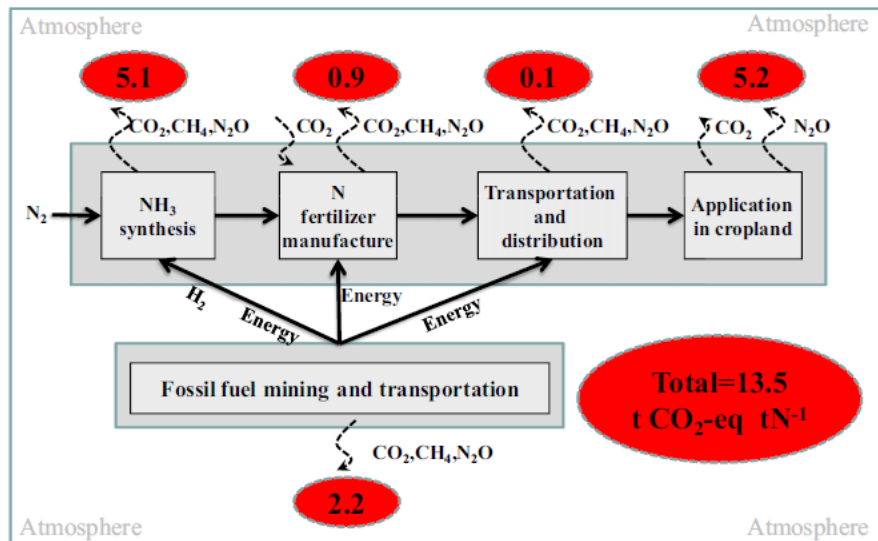 Atmosphere
Atmosphere
5.1
0.9
0.1
5.2
CO₂,CH₄,N₂O
CO₂
CO₂,CH₄,N₂O
CO₂,CH₄,N₂O
CO₂
N₂O
N₂
NH₃
synthesis
N
fertilizer
manufacture
Transportation
and
distribution
Application
in cropland
H₂
Energy
Energy
Energy
Fossil fuel mining and transportation
Total=13.5
t CO₂-eq tN⁻¹
CO₂,CH₄,N₂O
2.2
Atmosphere
Atmosphere